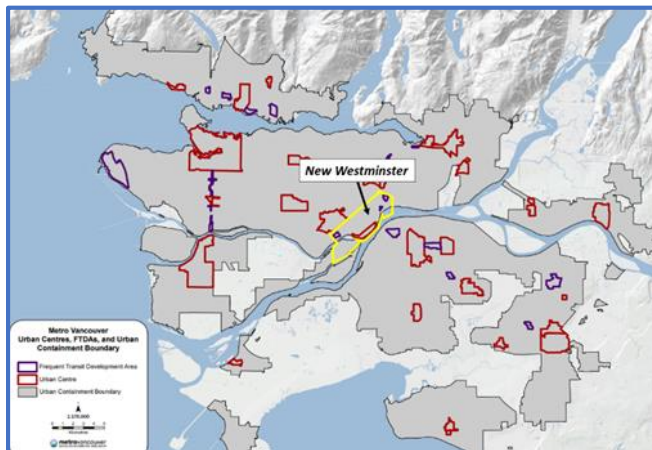 New Westminster
Metro Vancouver
Urban Centres, FTDAs, and Urban
Containment Boundary
Frequent Transit Development Area
Urban Centre
Urban Containment Boundary
metrovancouver